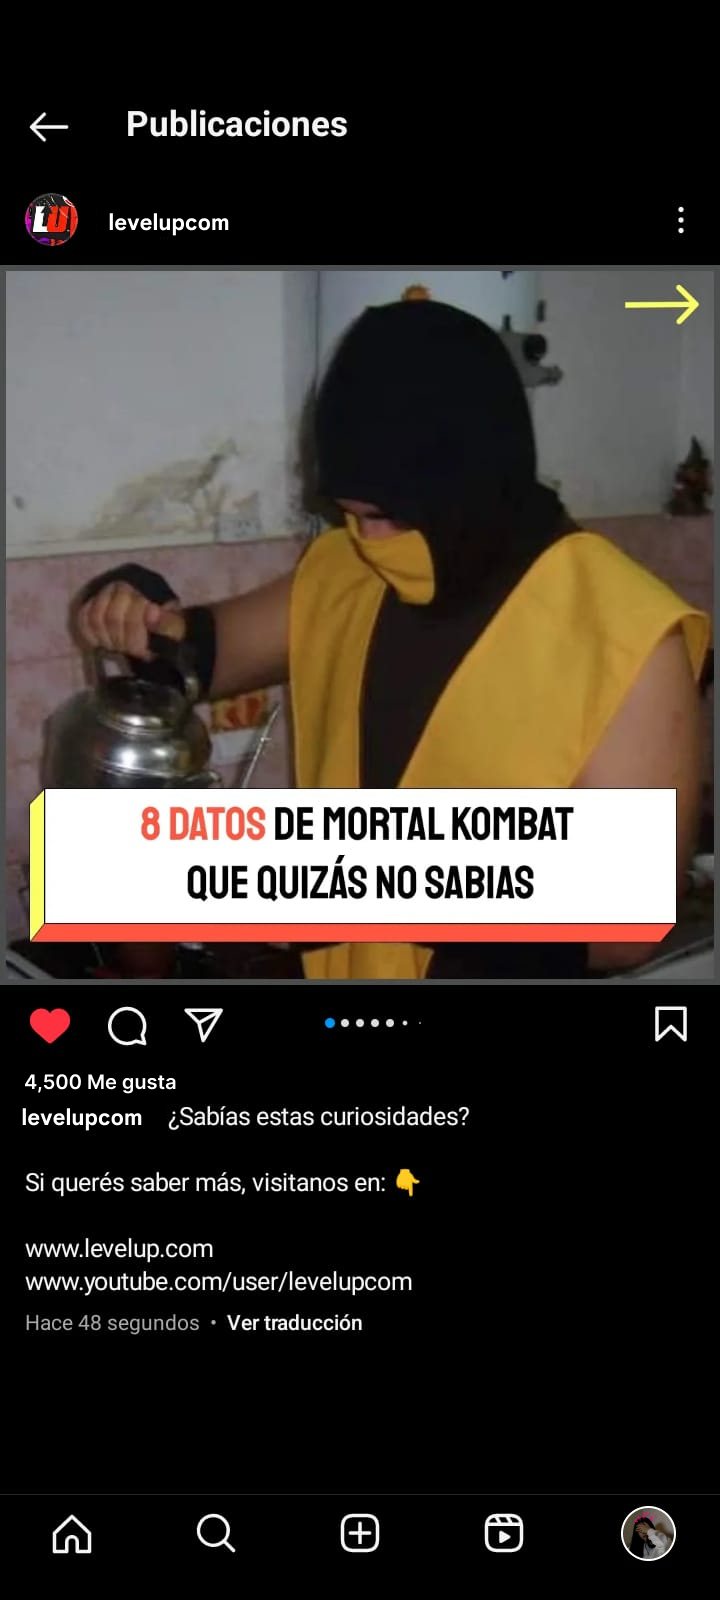 Publicaciones
LU
levelupcom
8 DATOS DE MORTAL KOMBAT
QUE QUIZÁS NO SABIAS
4,500 Me gusta
levelupcom ¿Sabías estas curiosidades?
Si querés saber más, visitanos en: 👇
www.levelup.com
www.youtube.com/user/levelupcom
Hace 48 segundos • Ver traducción